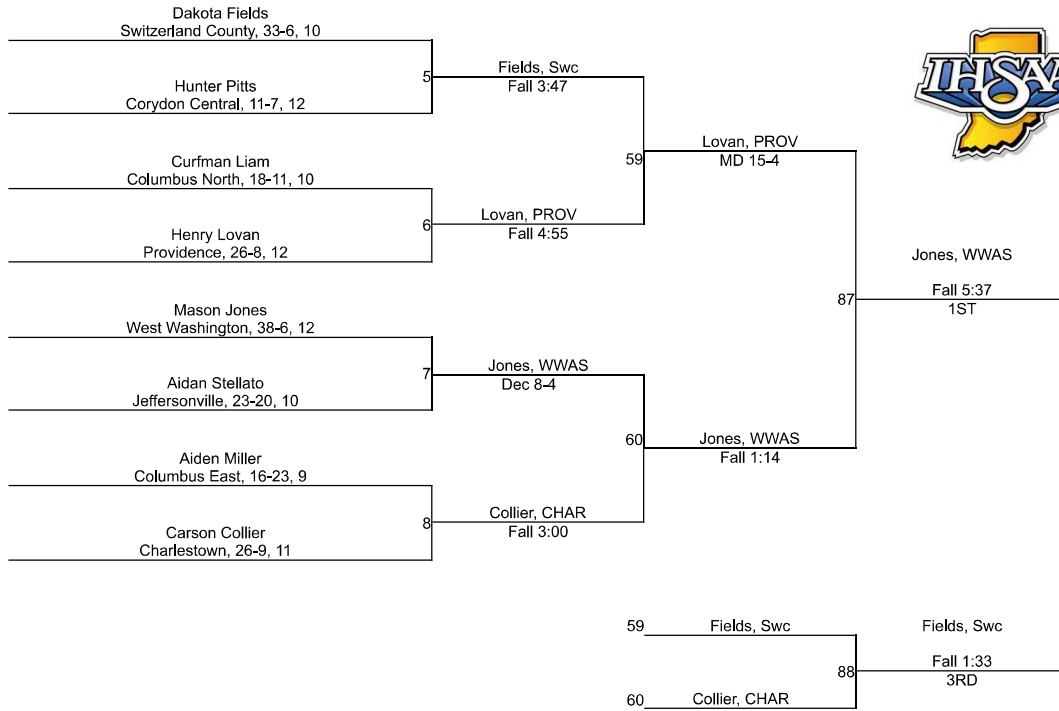 Dakota Fields
Switzerland County, 33-6, 10
5
Fields, Swc
Fall 3:47
Hunter Pitts
Corydon Central, 11-7, 12
IHSAA
59
Lovan, PROV
MD 15-4
Curfman Liam
Columbus North, 18-11, 10
6
Lovan, PROV
Fall 4:55
Henry Lovan
Providence, 26-8, 12
87
Jones, WWAS
Fall 5:37
1ST
Mason Jones
West Washington, 38-6, 12
7
Jones, WWAS
Dec 8-4
Aidan Stellato
Jeffersonville, 23-20, 10
60
Jones, WWAS
Fall 1:14
Aiden Miller
Columbus East, 16-23, 9
8
Collier, CHAR
Fall 3:00
Carson Collier
Charlestown, 26-9, 11
59
Fields, Swc
88
Fields, Swc
Fall 1:33
3RD
60
Collier, CHAR